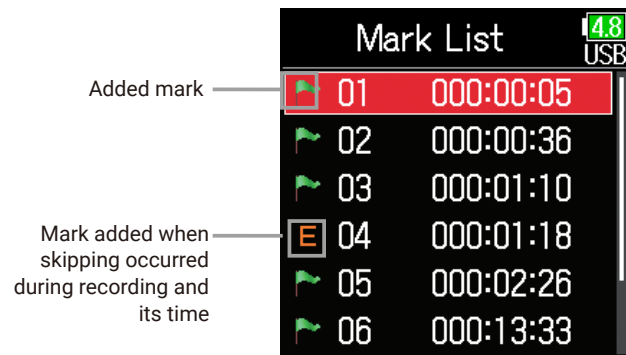 Mark List
4.8
USB
Added mark
01 000:00:05
02 000:00:36
03 000:01:10
Mark added when
skipping occurred
during recording and
its time
E 04 000:01:18
05 000:02:26
06 000:13:33